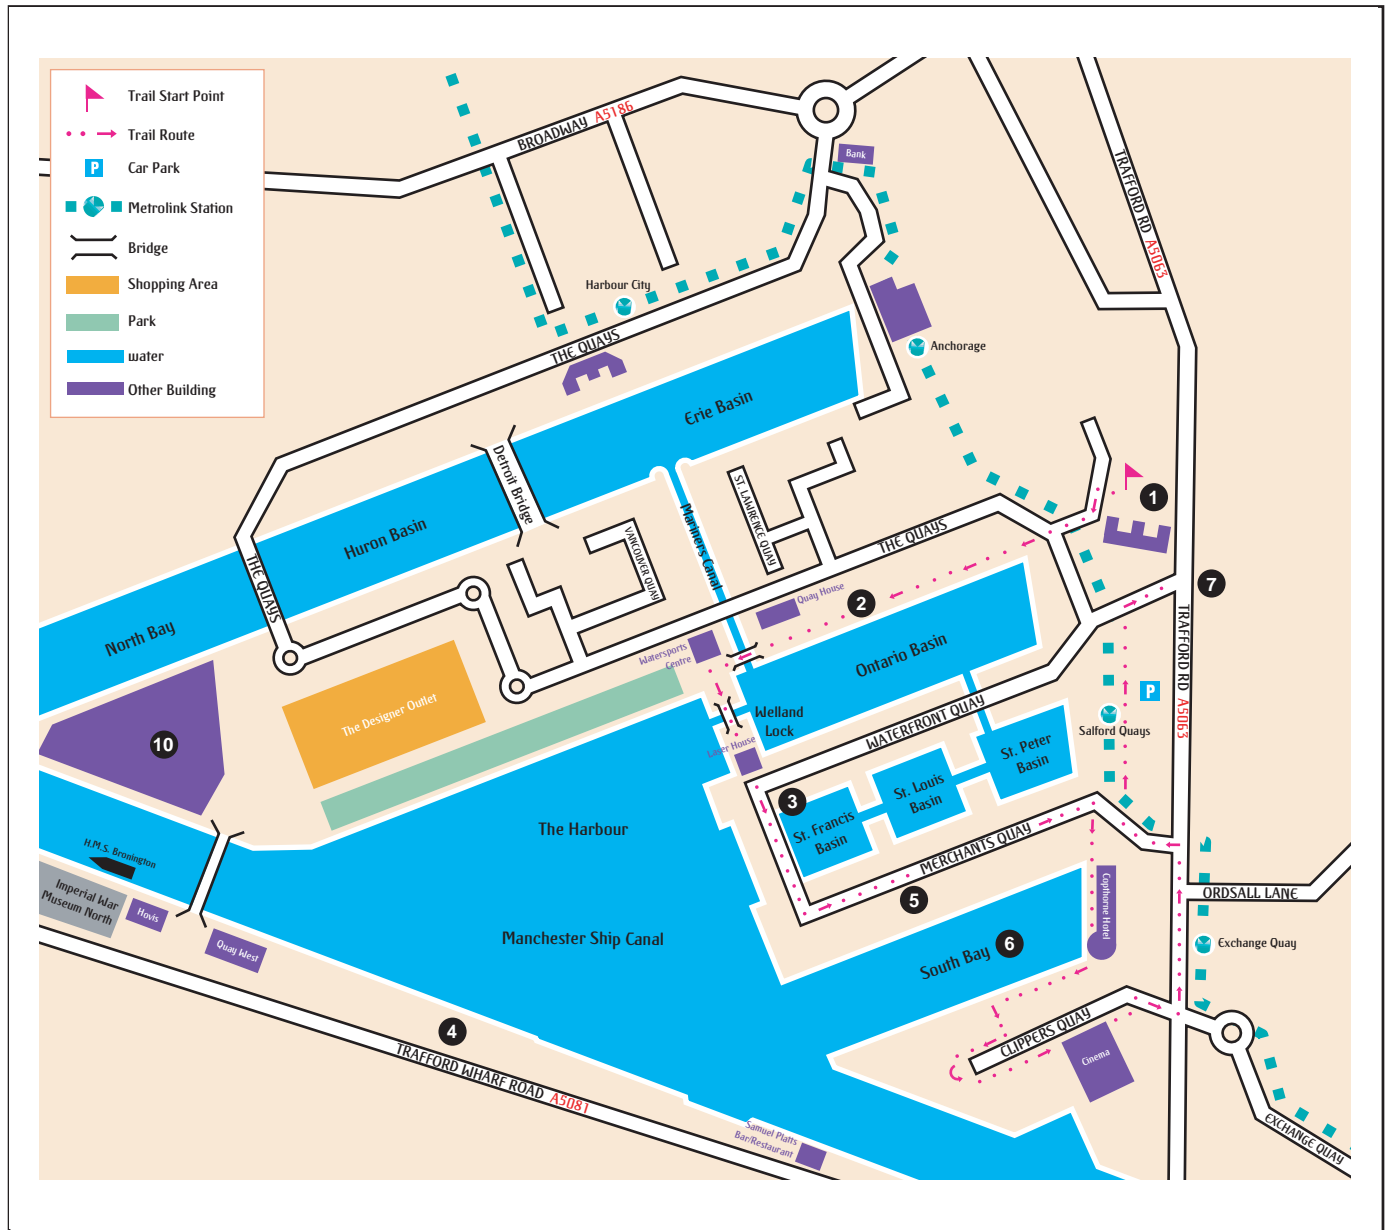 Trail Start Point
Trail Route
P
Car Park
Metrolink Station
Bridge
Shopping Area
Park
water
Other Building
BROADWAY A5186
Bank
TRAFFORD RD A5063
Harbour City
THE QUAYS
Anchorage
Erie Basin
Detroit Bridge
Huron Basin
Mariners Canal
ST. LAWRENCE QUAY
VANCOUVER QUAY
THE QUAYS
1
THE QUAYS
North Bay
Quay House
2
7
Watersports
Centre
Ontario Basin
TRAFFORD RD A5063
P
The Designer Outlet
10
Welland
Lock
WATERFRONT QUAY
Salford Quays
Laser House
St. Peter
Basin
3
St. Louis
Basin
St. Francis
Basin
The Harbour
MERCHANTS QUAY
H.M.S. Bronington
Imperial War
Museum North
Hovis
Quay West
5
Copthorne Hotel
ORDSALL LANE
Manchester Ship Canal
South Bay
6
Exchange Quay
4
TRAFFORD WHARF ROAD A5081
CLIPPERS QUAY
Cinema
Samuel Platts
Bar/Restaurant
EXCHANGE QUAY